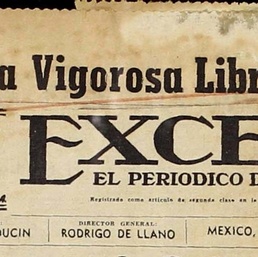 a Vigorosa Libr
EXCE
EL PERIODICO D
Registrado como artículo de segunda clase en la
A.
DIRECTOR GENERAL:
OUCIN
RODRIGO DE LLANO
MEXICO,